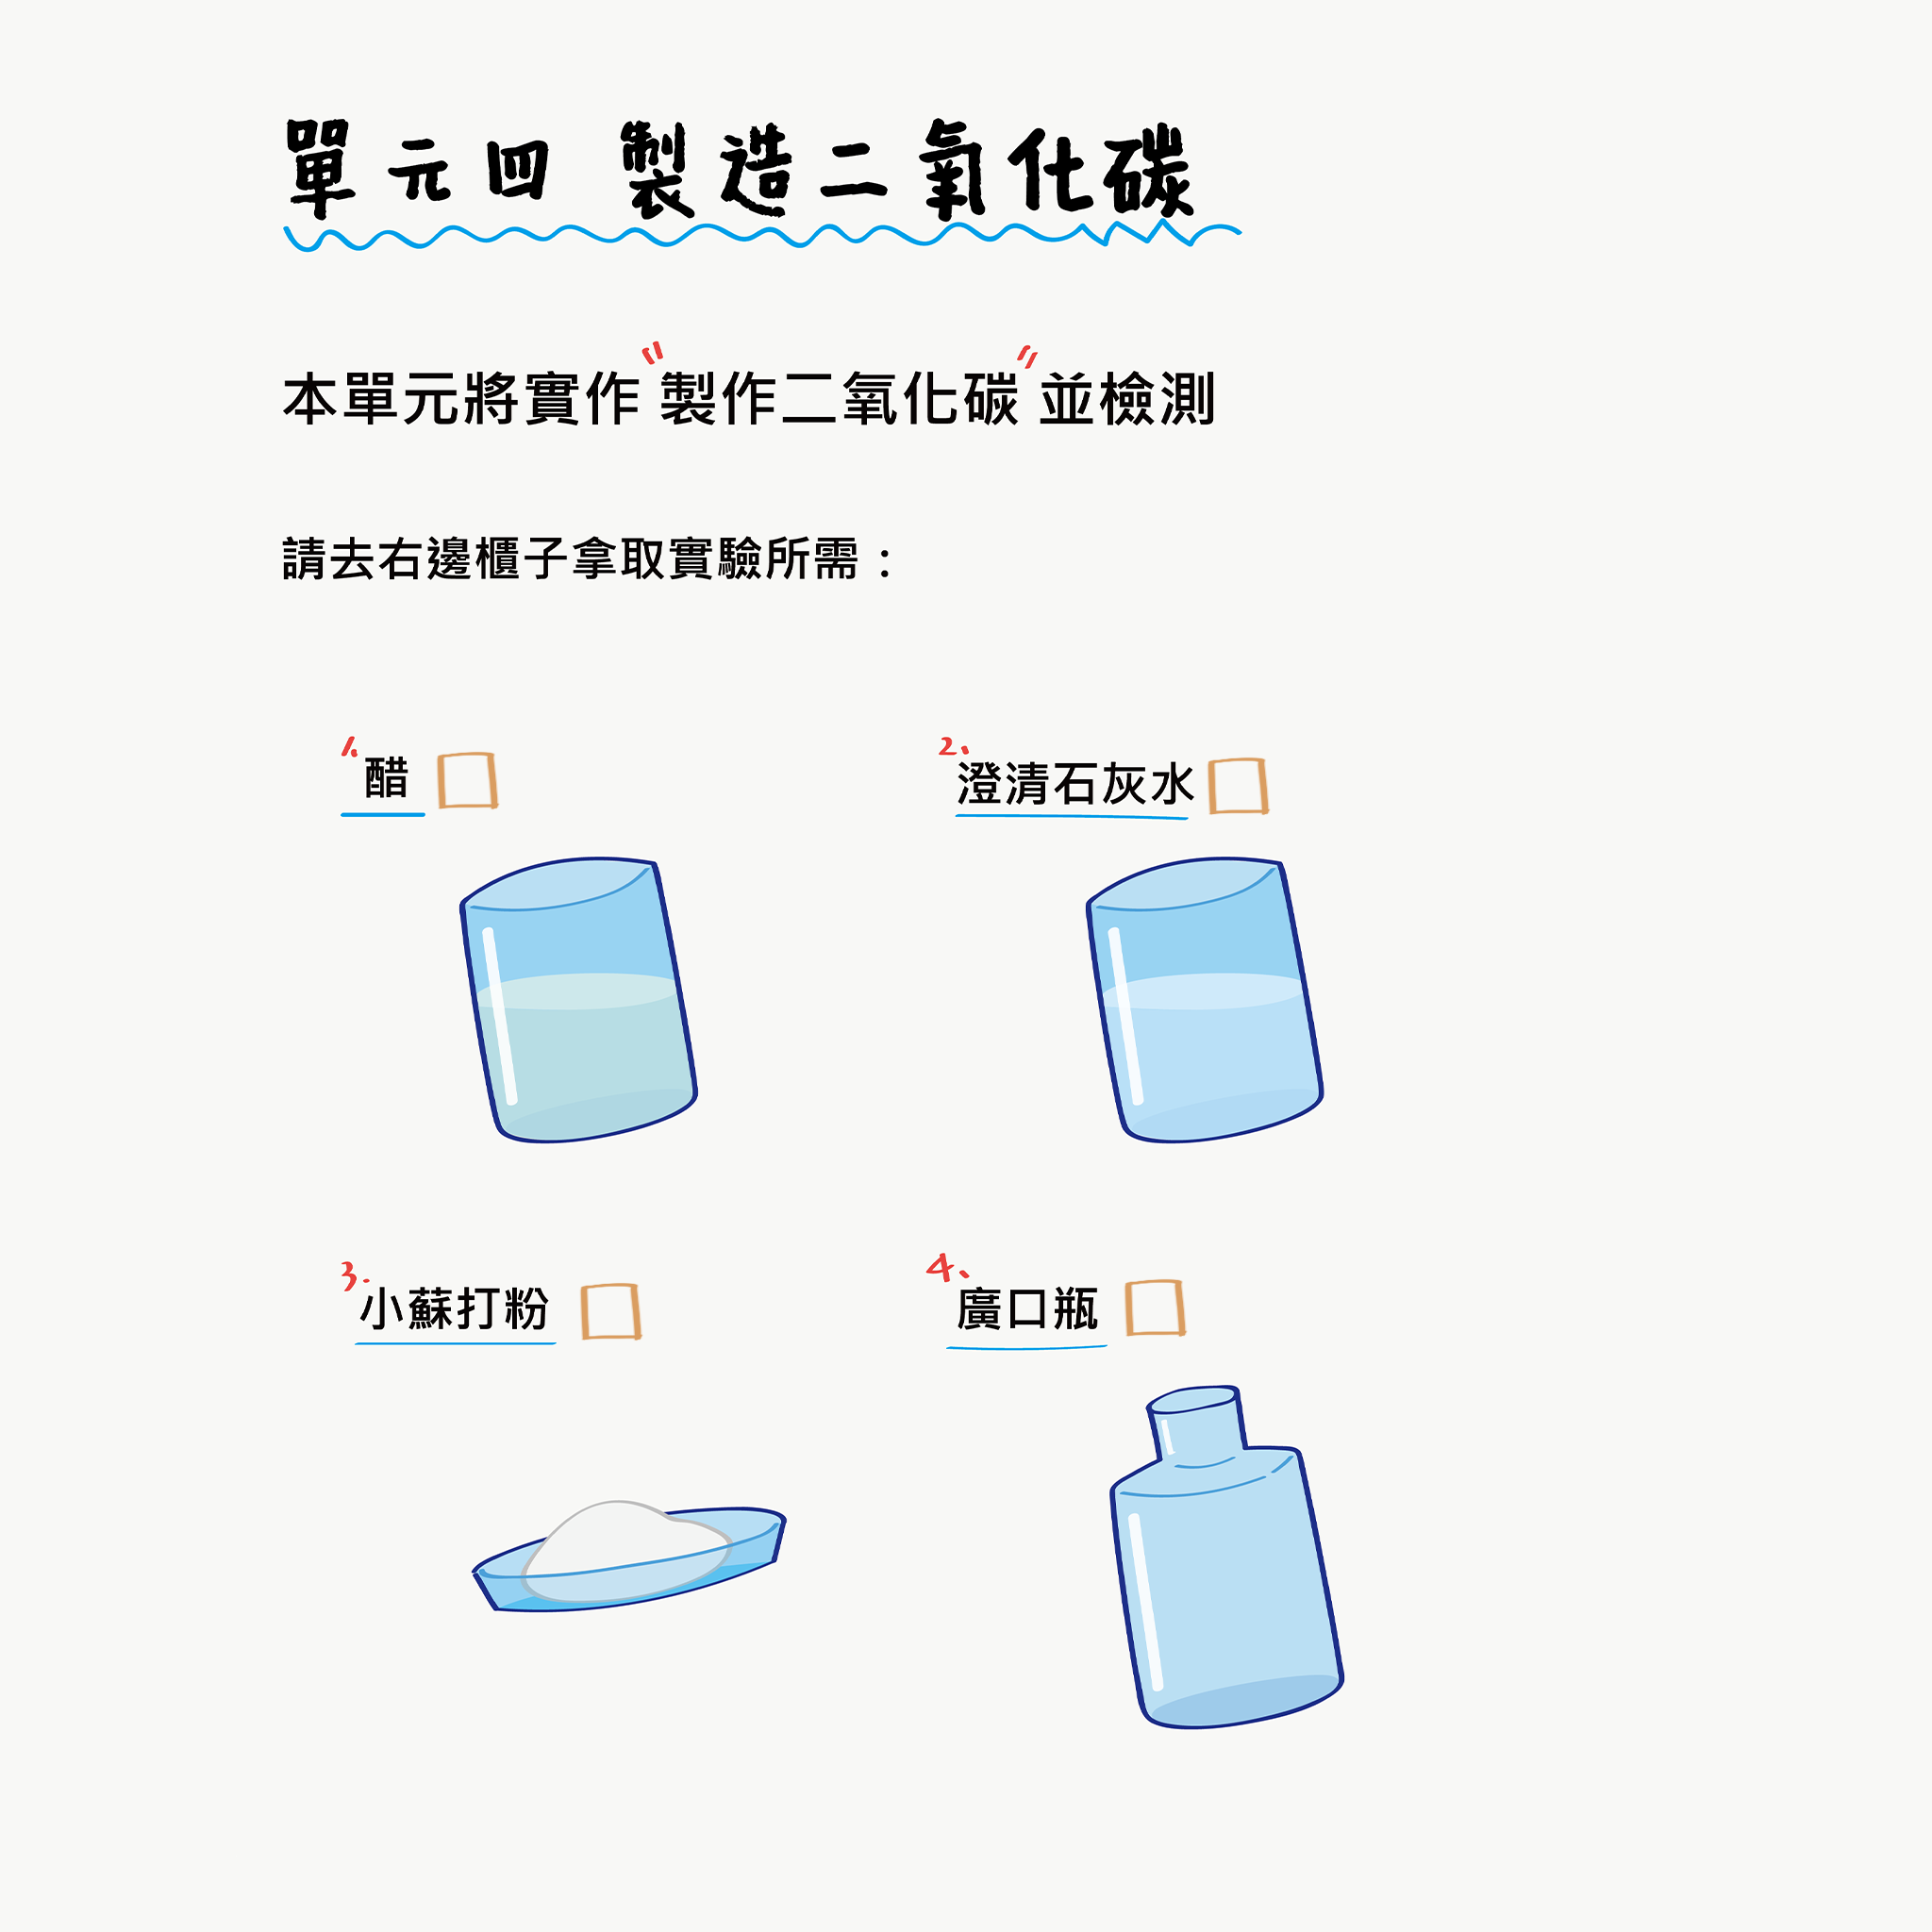 單元四 製造二氧化碳
本單元將實作“製作二氧化碳”並檢測
請去右邊櫃子拿取實驗所需：
1. 醋
2. 澄清石灰水
3. 小蘇打粉
4. 廣口瓶